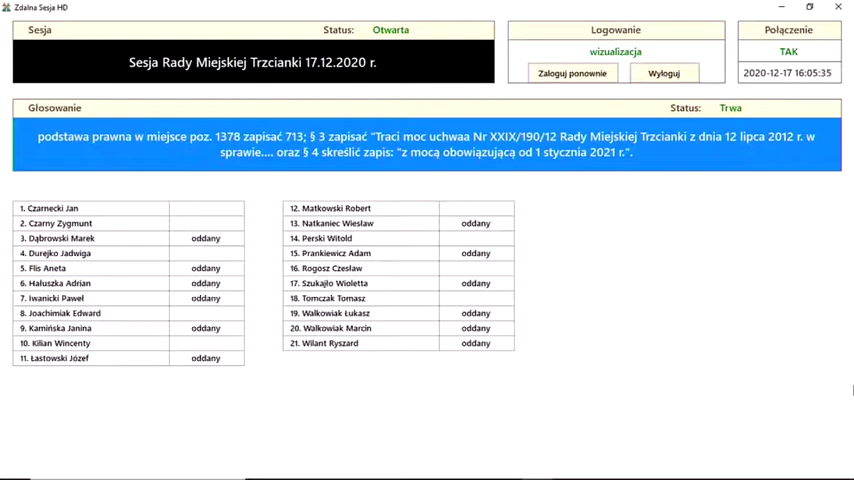 Zdalna Sesja HD
Sesja
Status: Otwarta
Sesja Rady Miejskiej Trzcianki 17.12.2020 r.
Logowanie
wizualizacja
Zaloguj ponownie
Wyloguj
Połączenie
TAK
2020-12-17 16:05:35
Głosowanie
Status: Trwa
podstawa prawna w miejsce poz. 1378 zapisać 713; § 3 zapisać "Traci moc uchwaa Nr XXIX/190/12 Rady Miejskiej Trzcianki z dnia 12 lipca 2012 r. w
sprawie.... oraz § 4 skreślić zapis: "z mocą obowiązującą od 1 stycznia 2021 r.".
1. Czarnecki Jan
2. Czarny Zygmunt
3. Dąbrowski Marek oddany
4. Durejko Jadwiga
5. Flis Aneta oddany
6. Hałuszka Adrian oddany
7. Iwanicki Paweł oddany
8. Joachimiak Edward
9. Kamińska Janina oddany
10. Kilian Wincenty
11. Łastowski Józef oddany
12. Matkowski Robert
13. Natkaniec Wiesław oddany
14. Perski Witold
15. Prankiewicz Adam oddany
16. Rogosz Czesław
17. Szukajło Wioletta oddany
18. Tomczak Tomasz
19. Walkowiak Łukasz oddany
20. Walkowiak Marcin oddany
21. Wilant Ryszard oddany